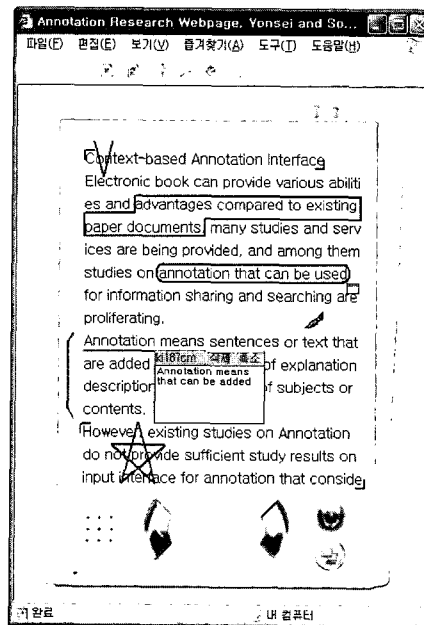 Annotation Research Webpage, Yonsei and So...
파일(F) 편집(E) 보기(V) 즐겨찾기(A) 도구(T) 도움말(H)
Context-based Annotation Interface
Electronic book can provide various abiliti
es and advantages compared to existing
paper documents, many studies and serv
ices are being provided, and among them
studies on annotation that can be used
for information sharing and searching are
proliferating.
Annotation means sentences or text that
are added
of explanation
description
of subjects or
contents.
삭제 축소
Annotation means
that can be added
However, existing studies on Annotation
do not provide sufficient study results on
input interface for annotation that conside
완료
내 컴퓨터